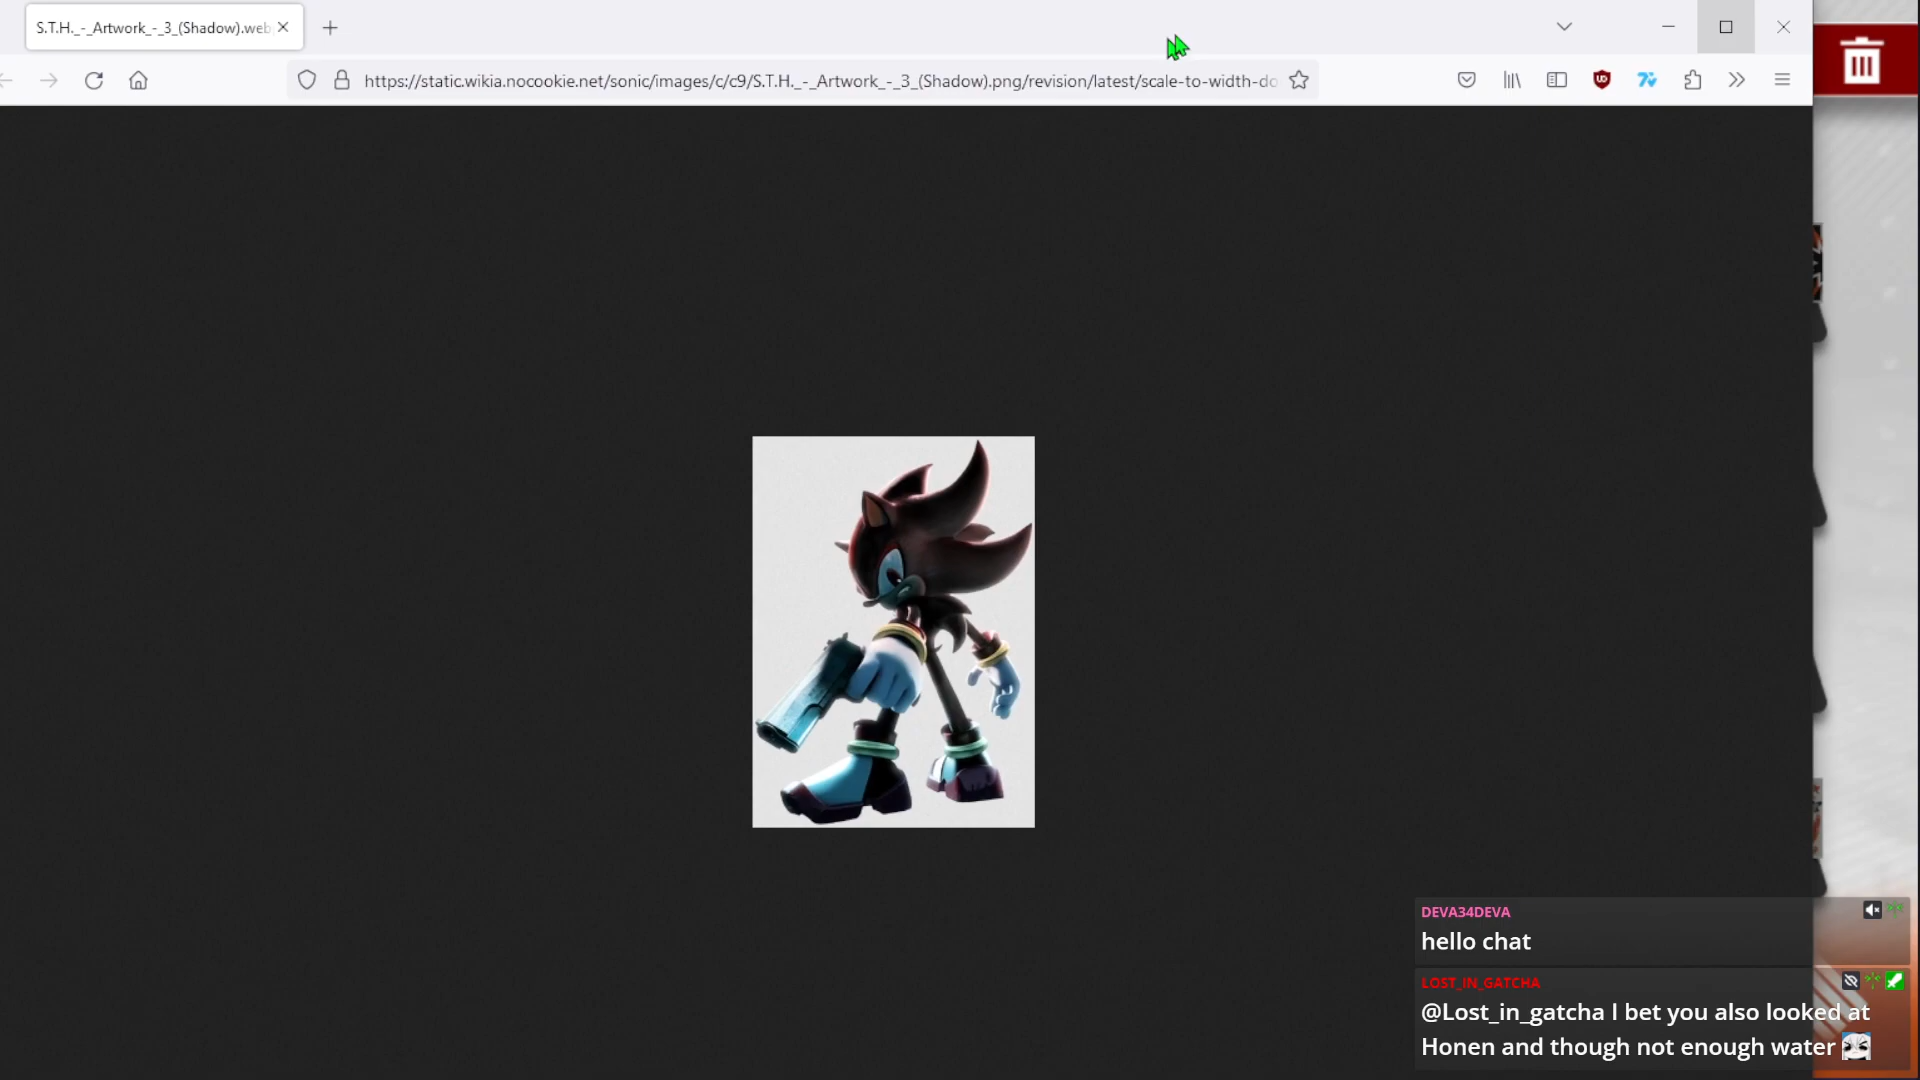 S.T.H._-_Artwork_-_3_(Shadow).web
https://static.wikia.nocookie.net/sonic/images/c/c9/S.T.H._-_Artwork_-_3_(Shadow).png/revision/latest/scale-to-width-do
DEVA34DEVA
hello chat
LOST_IN_GATCHA
@Lost_in_gatcha I bet you also looked at
Honen and though not enough water